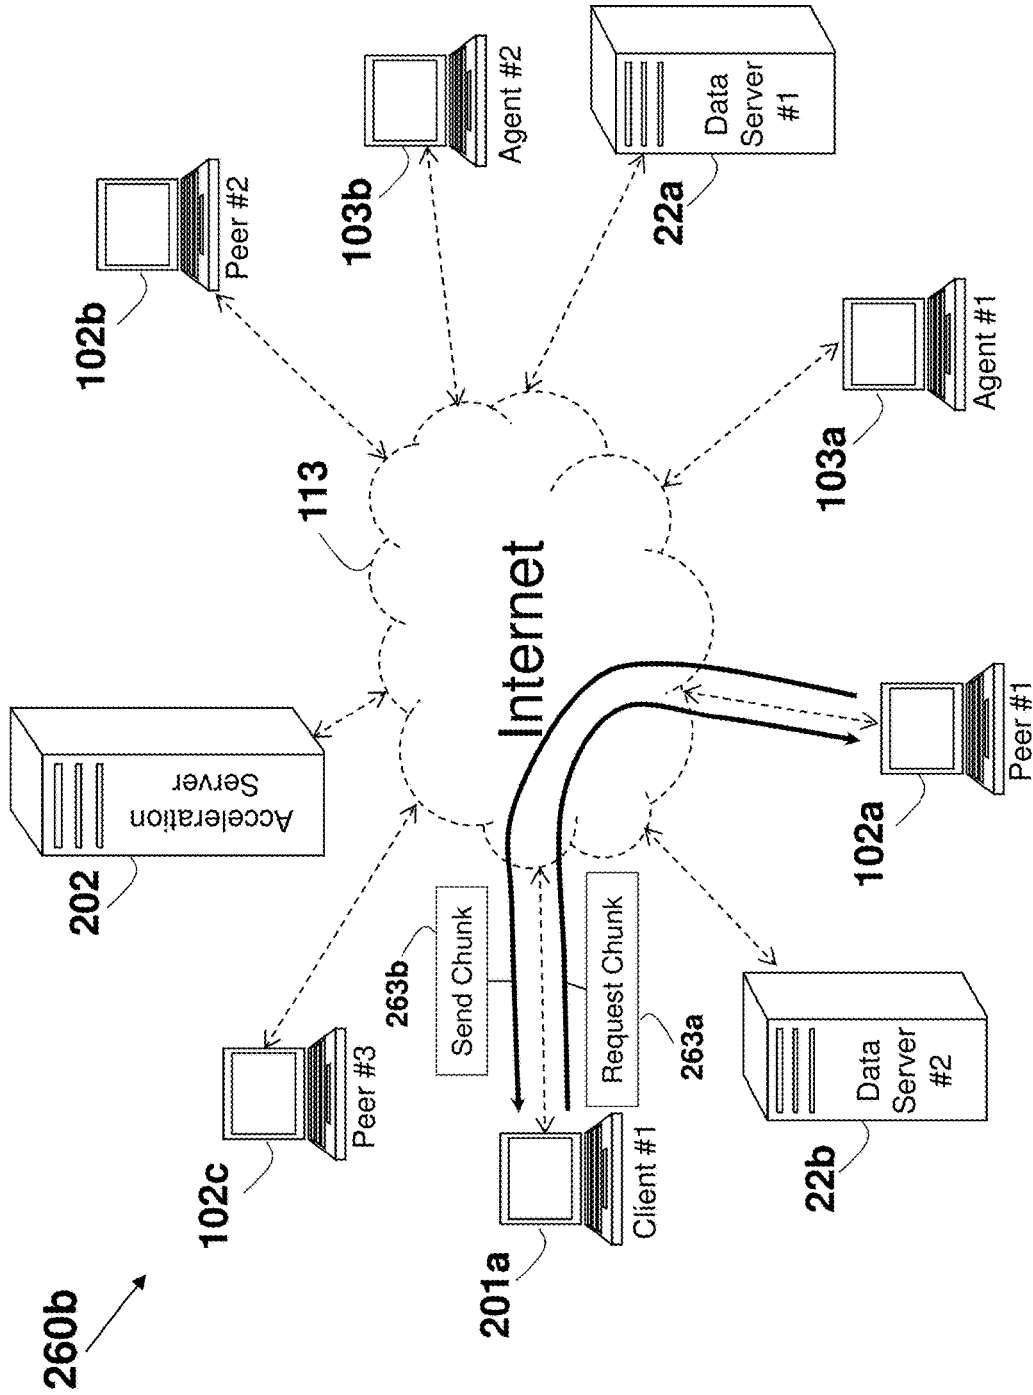 260b
102c
Peer #3
202
Acceleration
Server
113
102b
Peer #2
103b
Agent #2
201a
Client #1
263b
Send Chunk
Request Chunk
263a
Internet
22a
Data
Server
#1
22b
Data
Server
#2
102a
Peer #1
103a
Agent #1